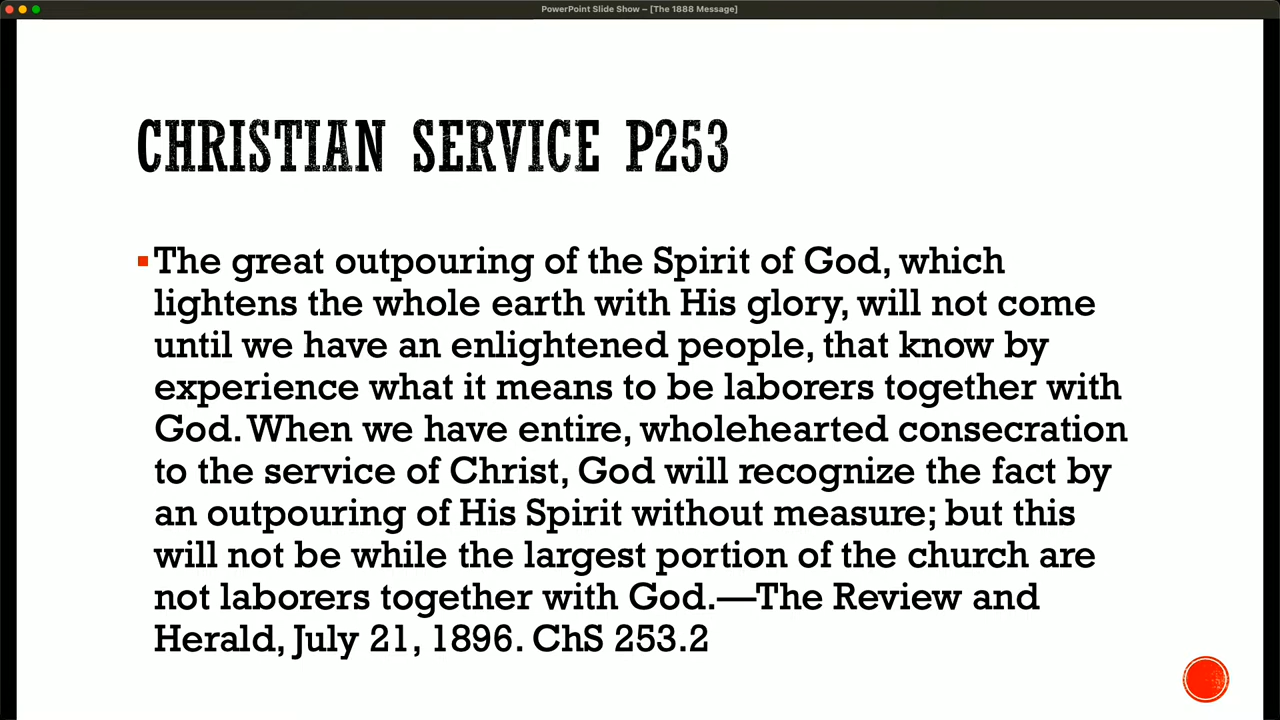 PowerPoint Slide Show – [The 1888 Message]
CHRISTIAN SERVICE P253
The great outpouring of the Spirit of God, which
lightens the whole earth with His glory, will not come
until we have an enlightened people, that know by
experience what it means to be laborers together with
God. When we have entire, wholehearted consecration
to the service of Christ, God will recognize the fact by
an outpouring of His Spirit without measure; but this
will not be while the largest portion of the church are
not laborers together with God.—The Review and
Herald, July 21, 1896. ChS 253.2